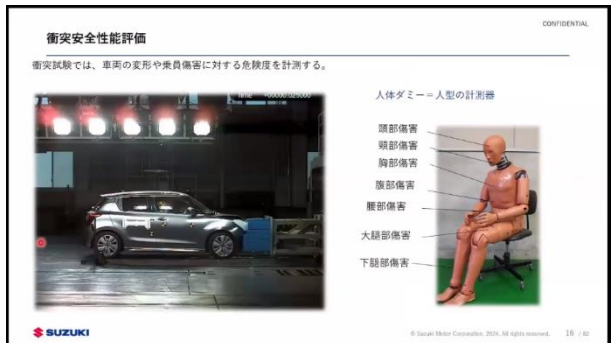 CONFIDENTIAL
衝突安全性能評価
衝突試験では、車両の変形や乗員傷害に対する危険度を計測する。
人体ダミー＝人型の計測器
頭部傷害
頸部傷害
胸部傷害
腹部傷害
腰部傷害
大腿部傷害
下腿部傷害
SUZUKI
© Suzuki Motor Corporation, 2024, All rights reserved.
16 / 82